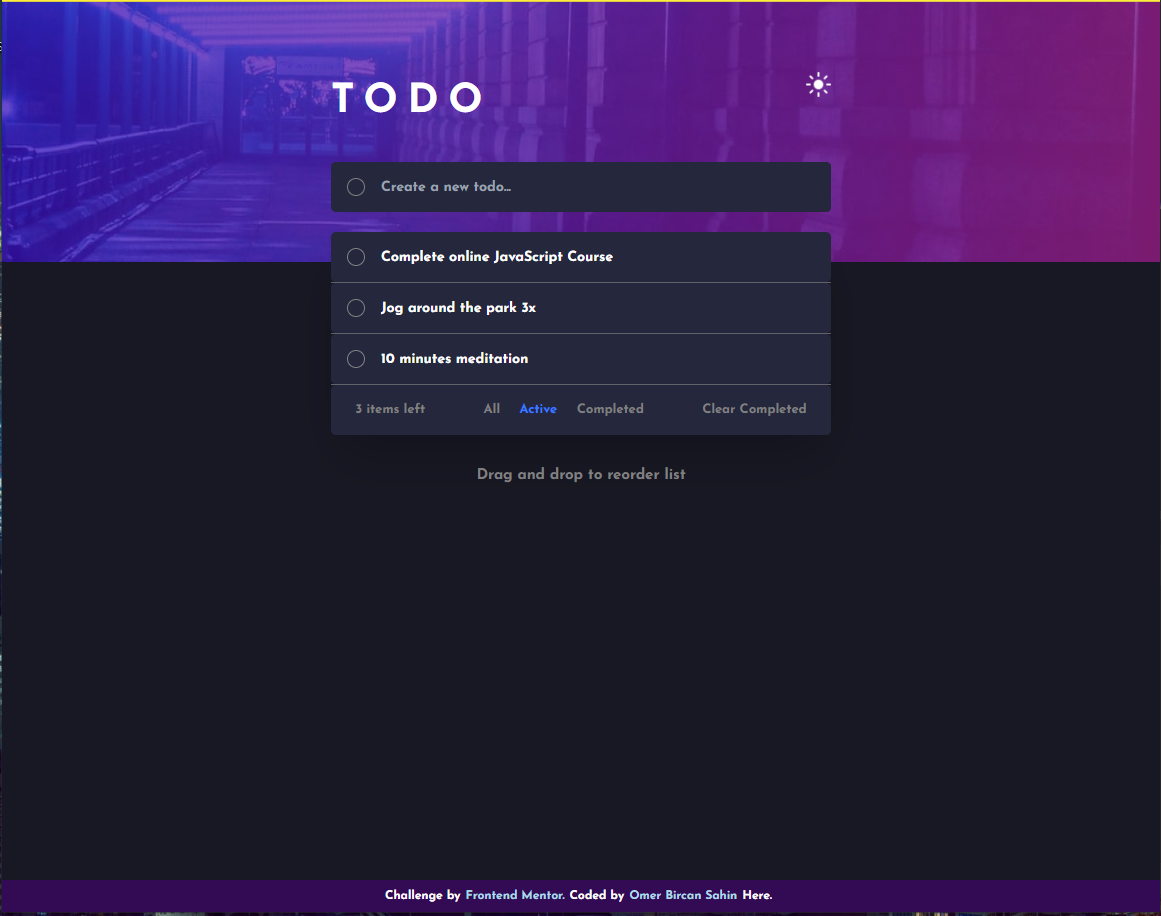 TODO
Create a new todo...
Complete online JavaScript Course
Jog around the park 3x
10 minutes meditation
3 items left All Active Completed Clear Completed
Drag and drop to reorder list
Challenge by Frontend Mentor. Coded by Omer Bircan Sahin Here.